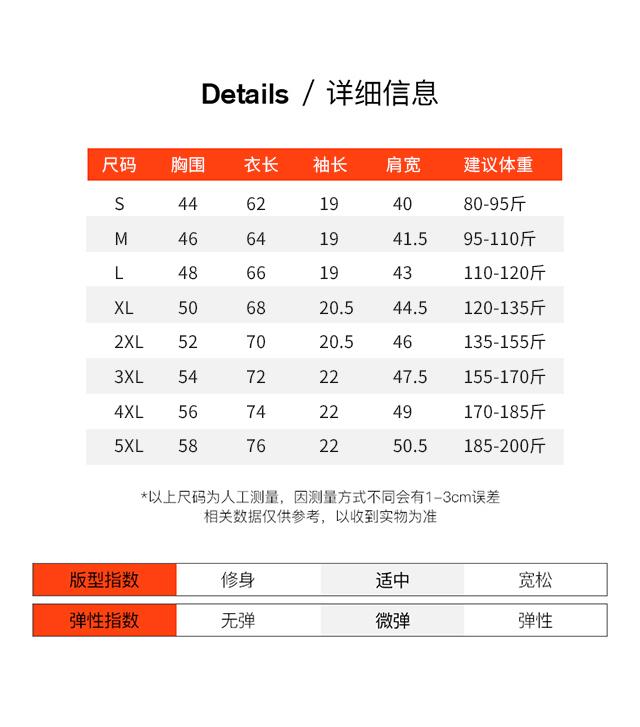 Details / 详细信息
尺码 胸围 衣长 袖长 肩宽 建议体重
S 44 62 19 40 80-95斤
M 46 64 19 41.5 95-110斤
L 48 66 19 43 110-120斤
XL 50 68 20.5 44.5 120-135斤
2XL 52 70 20.5 46 135-155斤
3XL 54 72 22 47.5 155-170斤
4XL 56 74 22 49 170-185斤
5XL 58 76 22 50.5 185-200斤
*以上尺码为人工测量，因测量方式不同会有1-3cm误差
相关数据仅供参考，以收到实物为准
版型指数 修身 适中 宽松
弹性指数 无弹 微弹 弹性